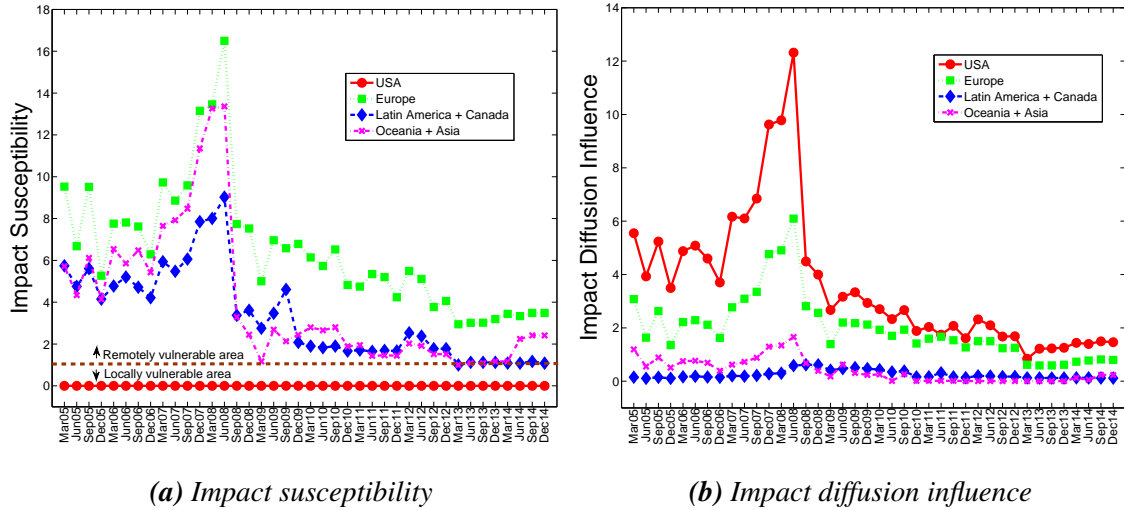 18
16
14
12
10
8
6
4
2
0
Impact Susceptibility
USA
Europe
Latin America + Canada
Oceania + Asia
Remotely vulnerable area
Locally vulnerable area
Mar05
Jun05
Sep05
Dec05
Mar06
Jun06
Sep06
Dec06
Mar07
Jun07
Sep07
Dec07
Mar08
Jun08
Sep08
Dec08
Mar09
Jun09
Sep09
Dec09
Mar10
Jun10
Sep10
Dec10
Mar11
Jun11
Sep11
Dec11
Mar12
Jun12
Sep12
Dec12
Mar13
Jun13
Sep13
Dec13
Mar14
Jun14
Sep14
Dec14
(a) Impact susceptibility
14
12
10
8
6
4
2
0
Impact Diffusion Influence
USA
Europe
Latin America + Canada
Oceania + Asia
Mar05
Jun05
Sep05
Dec05
Mar06
Jun06
Sep06
Dec06
Mar07
Jun07
Sep07
Dec07
Mar08
Jun08
Sep08
Dec08
Mar09
Jun09
Sep09
Dec09
Mar10
Jun10
Sep10
Dec10
Mar11
Jun11
Sep11
Dec11
Mar12
Jun12
Sep12
Dec12
Mar13
Jun13
Sep13
Dec13
Mar14
Jun14
Sep14
Dec14
(b) Impact diffusion influence